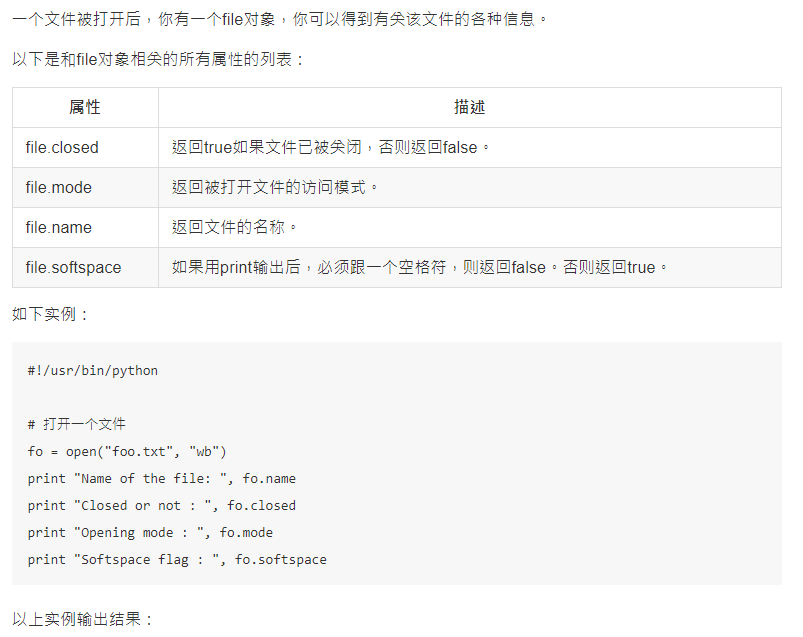 一个文件被打开后，你有一个file对象，你可以得到有关该文件的各种信息。
以下是和file对象相关的所有属性的列表：
属性 描述
file.closed 返回true如果文件已被关闭，否则返回false。
file.mode 返回被打开文件的访问模式。
file.name 返回文件的名称。
file.softspace 如果用print输出后，必须跟一个空格符，则返回false。否则返回true。
如下实例：
#!/usr/bin/python
# 打开一个文件
fo = open("foo.txt", "wb")
print "Name of the file: ", fo.name
print "Closed or not : ", fo.closed
print "Opening mode : ", fo.mode
print "Softspace flag : ", fo.softspace
以上实例输出结果：